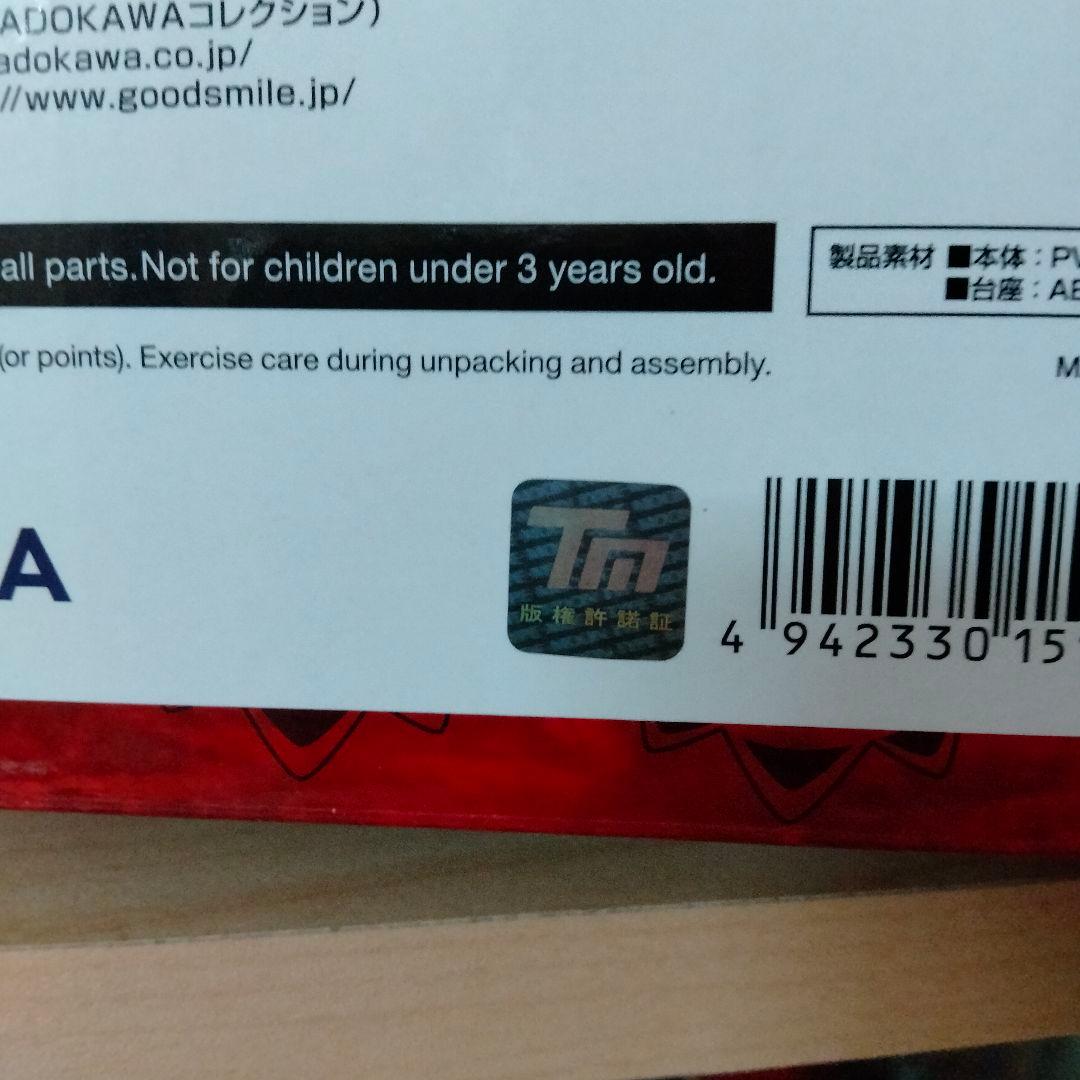 ADOKAWAコレクション)
adokawa.co.jp/
//www.goodsmile.jp/
all parts. Not for children under 3 years old.
製品素材 ■本体：PV
■台座：AB
(or points). Exercise care during unpacking and assembly.
M
A
TM
版権許諾証
4 942330 15